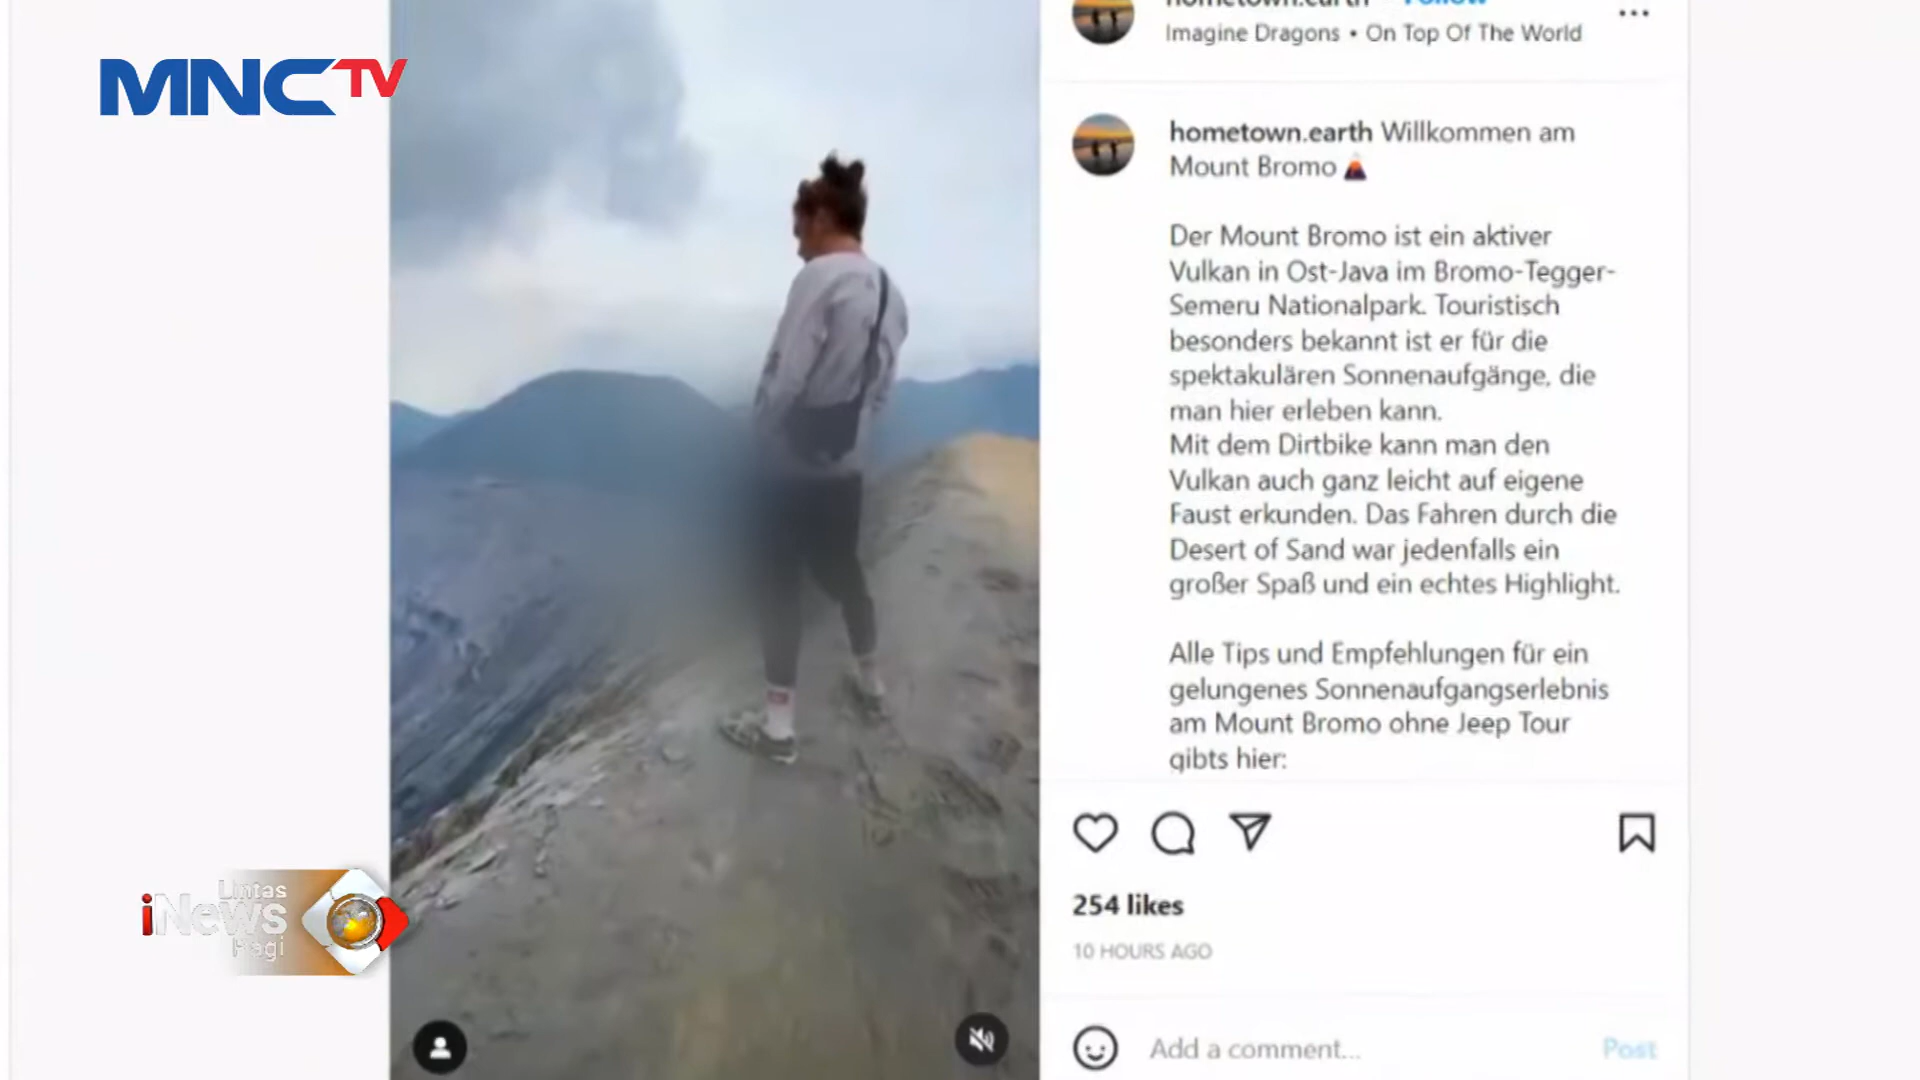 MNCTV
hometown.earth • Follow
Imagine Dragons • On Top Of The World
hometown.earth Willkommen am
Mount Bromo
Der Mount Bromo ist ein aktiver
Vulkan in Ost-Java im Bromo-Tegger-
Semeru Nationalpark. Touristisch
besonders bekannt ist er für die
spektakulären Sonnenaufgänge, die
man hier erleben kann.
Mit dem Dirtbike kann man den
Vulkan auch ganz leicht auf eigene
Faust erkunden. Das Fahren durch die
Desert of Sand war jedenfalls ein
großer Spaß und ein echtes Highlight.
Alle Tips und Empfehlungen für ein
gelungenes Sonnenaufgangserlebnis
am Mount Bromo ohne Jeep Tour
gibts hier:
254 likes
10 HOURS AGO
Add a comment...
Post
Lintas
iNews
Pagi